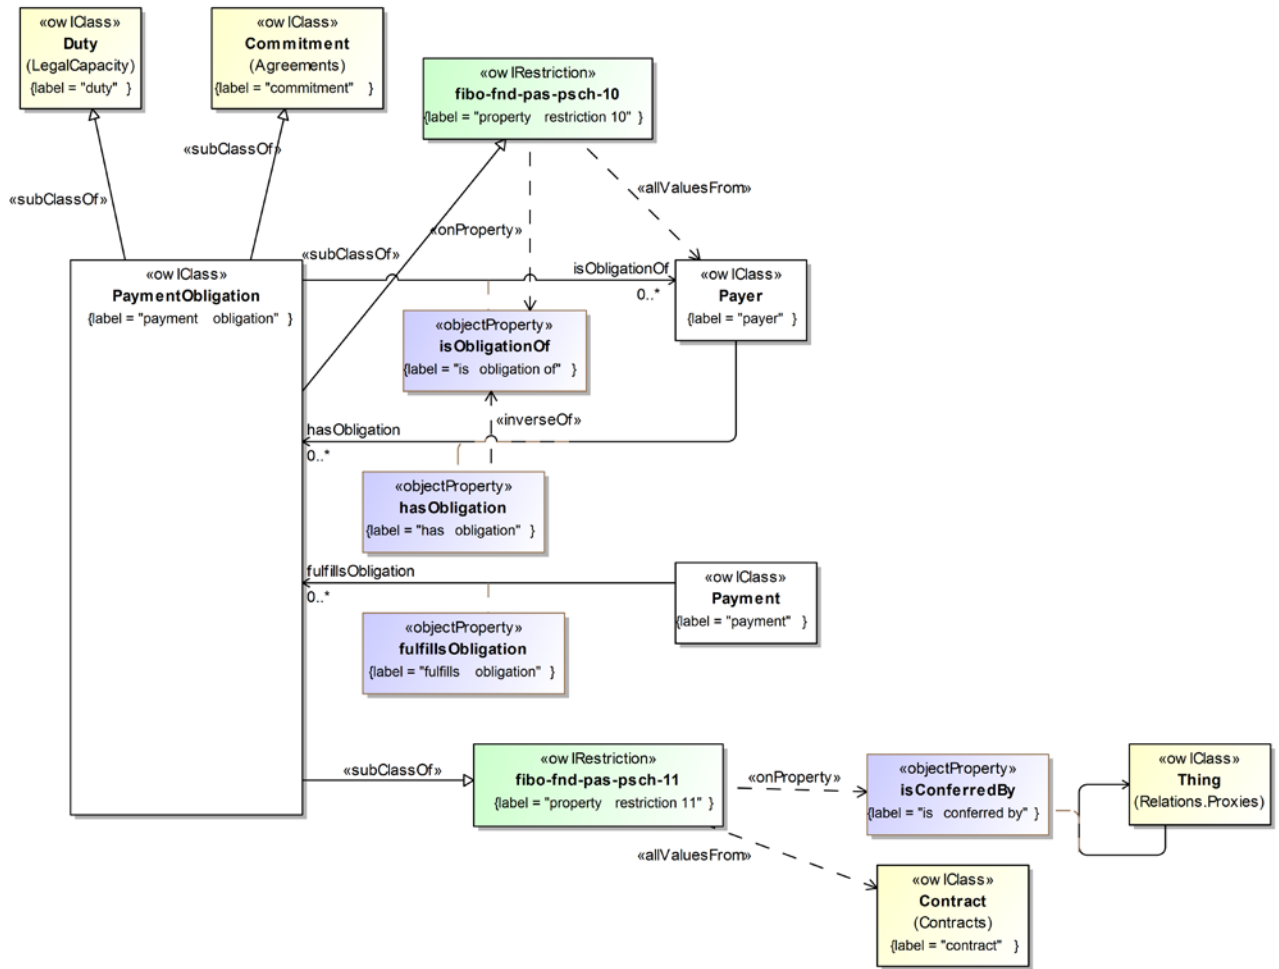 «owlClass»
Duty
(LegalCapacity)
{label = "duty" }
«owlClass»
Commitment
(Agreements)
{label = "commitment" }
«owlRestriction»
fibo-fnd-pas-psch-10
{label = "property restriction 10" }
«subClassOf»
«subClassOf»
«allValuesFrom»
«onProperty»
«subClassOf»
«owlClass»
PaymentObligation
{label = "payment obligation" }
isObligationOf
0..*
«owlClass»
Payer
{label = "payer" }
«objectProperty»
isObligationOf
{label = "is obligation of" }
«inverseOf»
hasObligation
0..*
«objectProperty»
hasObligation
{label = "has obligation" }
fulfillsObligation
0..*
«owlClass»
Payment
{label = "payment" }
«objectProperty»
fulfillsObligation
{label = "fulfills obligation" }
«subClassOf»
«owlRestriction»
fibo-fnd-pas-psch-11
{label = "property restriction 11" }
«onProperty»
«objectProperty»
isConferredBy
{label = "is conferred by" }
«owlClass»
Thing
(Relations.Proxies)
«allValuesFrom»
«owlClass»
Contract
(Contracts)
{label = "contract" }